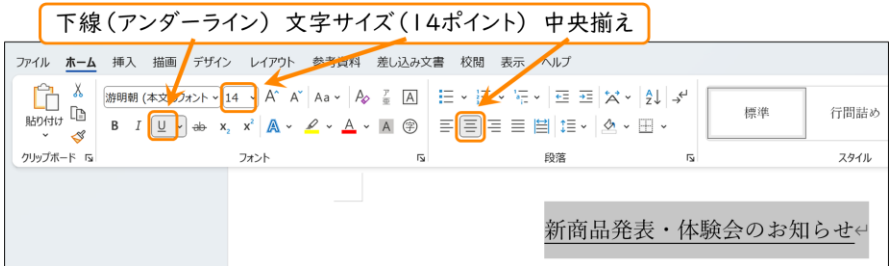 下線(アンダーライン) 文字サイズ(14ポイント) 中央揃え
ファイル ホーム 挿入 描画 デザイン レイアウト 参考資料 差し込み文書 校閲 表示 ヘルプ
游明朝 (本文のフォント 14 A^ Aˇ Aa A A
貼り付け B I U ab x₂ x² A A A 字
標準 行間詰め
クリップボード フォント 段落 スタイル
新商品発表・体験会のお知らせ↵